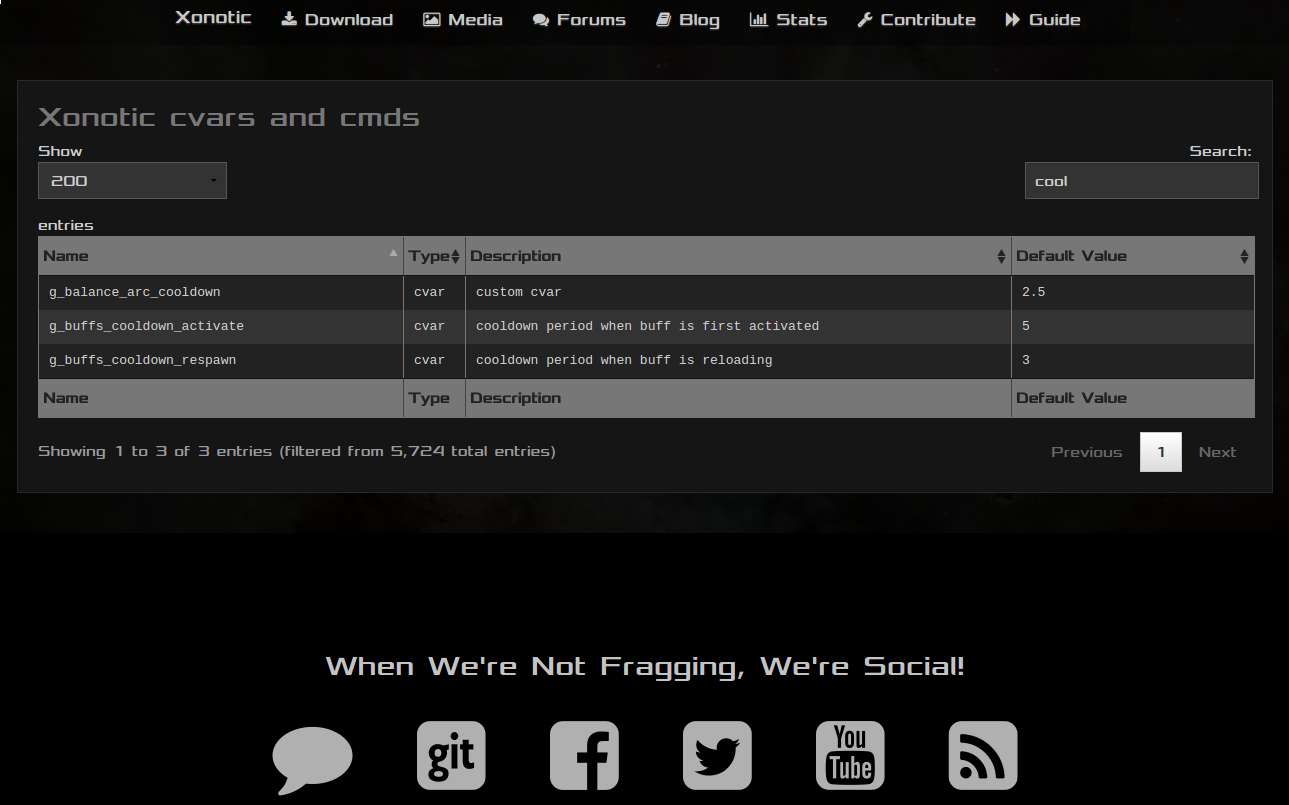 Xonotic Download Media Forums Blog Stats Contribute Guide
Xonotic cvars and cmds
Show
Search:
200
cool
entries
Name Type Description Default Value
g_balance_arc_cooldown cvar custom cvar 2.5
g_buffs_cooldown_activate cvar cooldown period when buff is first activated 5
g_buffs_cooldown_respawn cvar cooldown period when buff is reloading 3
Name Type Description Default Value
Showing 1 to 3 of 3 entries (filtered from 5,724 total entries)
Previous 1 Next
When We're Not Fragging, We're Social!
git
f
You
Tube